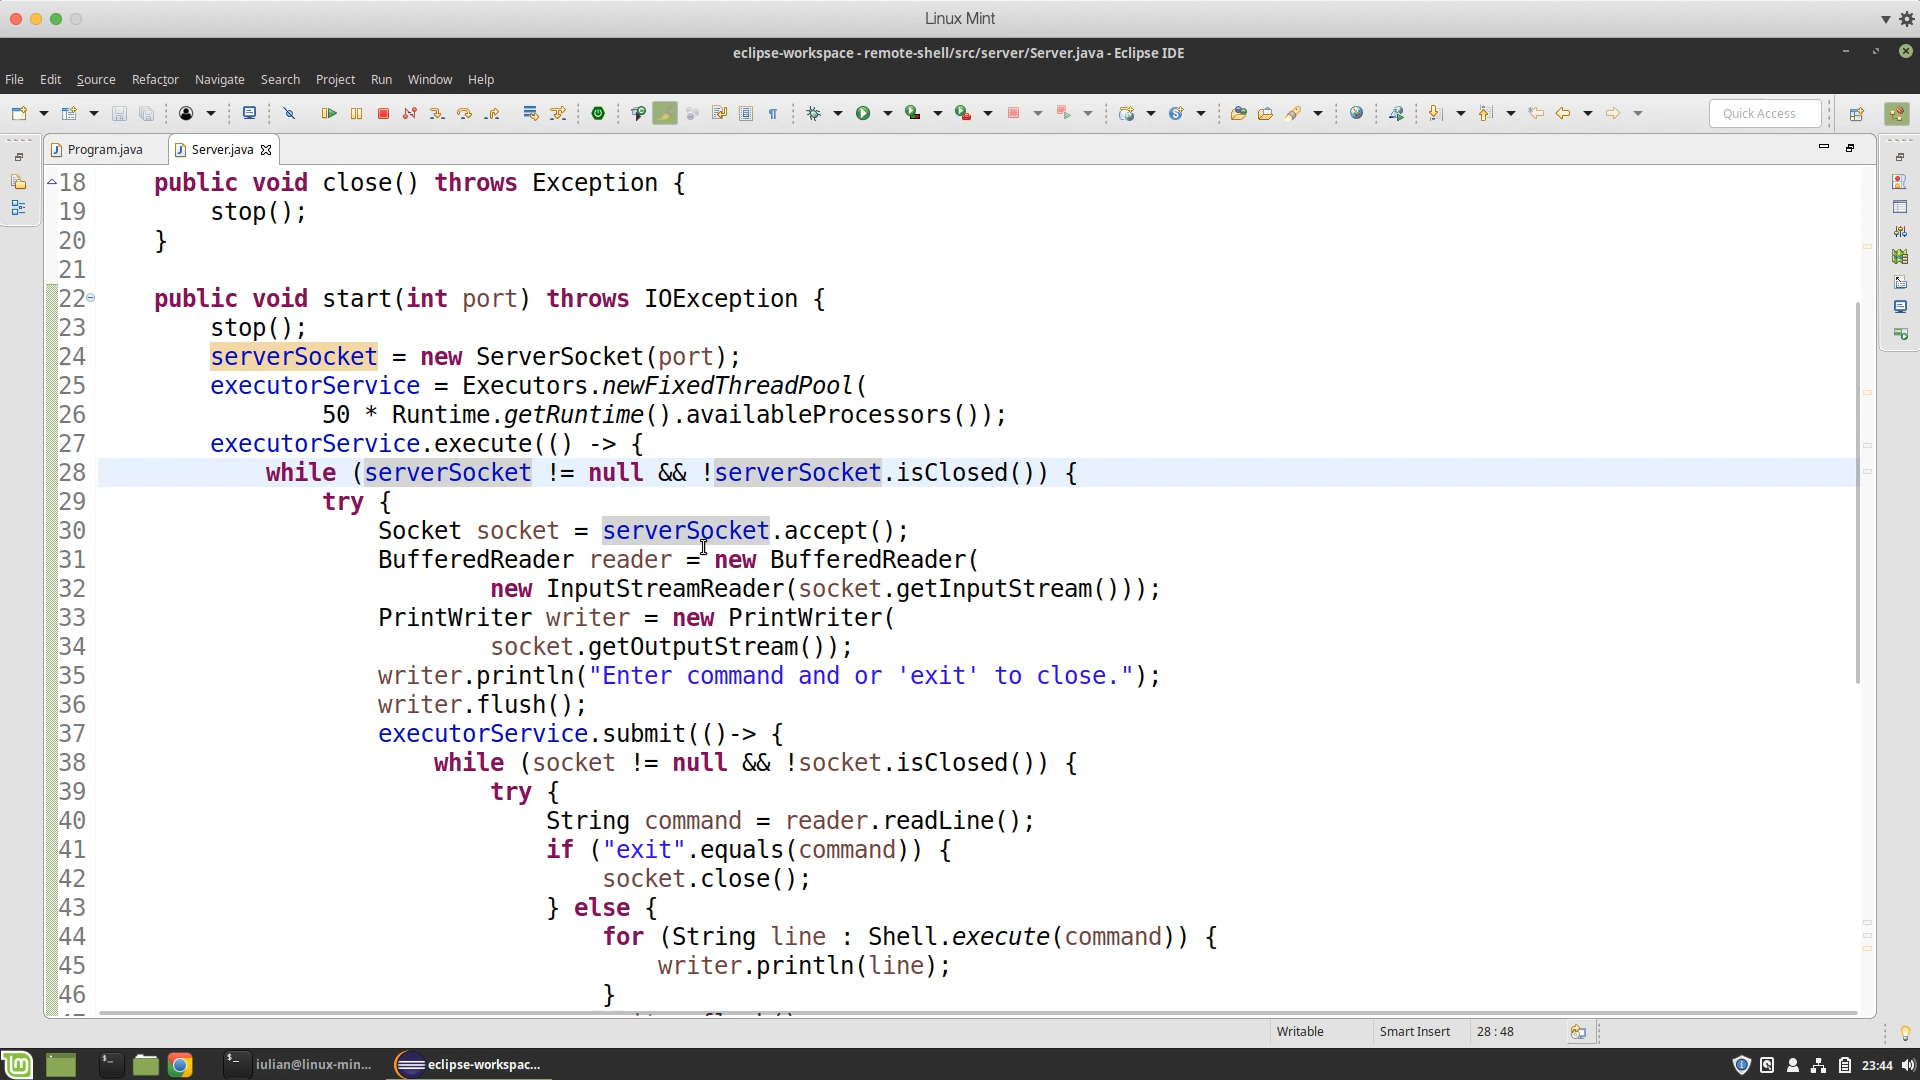 Linux Mint
eclipse-workspace - remote-shell/src/server/Server.java - Eclipse IDE
File Edit Source Refactor Navigate Search Project Run Window Help
Quick Access
Program.java Server.java
18 public void close() throws Exception {
19 stop();
20 }
21
22 public void start(int port) throws IOException {
23 stop();
24 serverSocket = new ServerSocket(port);
25 executorService = Executors.newFixedThreadPool(
26 50 * Runtime.getRuntime().availableProcessors());
27 executorService.execute(() -> {
28 while (serverSocket != null && !serverSocket.isClosed()) {
29 try {
30 Socket socket = serverSocket.accept();
31 BufferedReader reader = new BufferedReader(
32 new InputStreamReader(socket.getInputStream()));
33 PrintWriter writer = new PrintWriter(
34 socket.getOutputStream());
35 writer.println("Enter command and or 'exit' to close.");
36 writer.flush();
37 executorService.submit(()-> {
38 while (socket != null && !socket.isClosed()) {
39 try {
40 String command = reader.readLine();
41 if ("exit".equals(command)) {
42 socket.close();
43 } else {
44 for (String line : Shell.execute(command)) {
45 writer.println(line);
46 }
Writable Smart Insert 28 : 48
iulian@linux-min... eclipse-workspac... 23:44